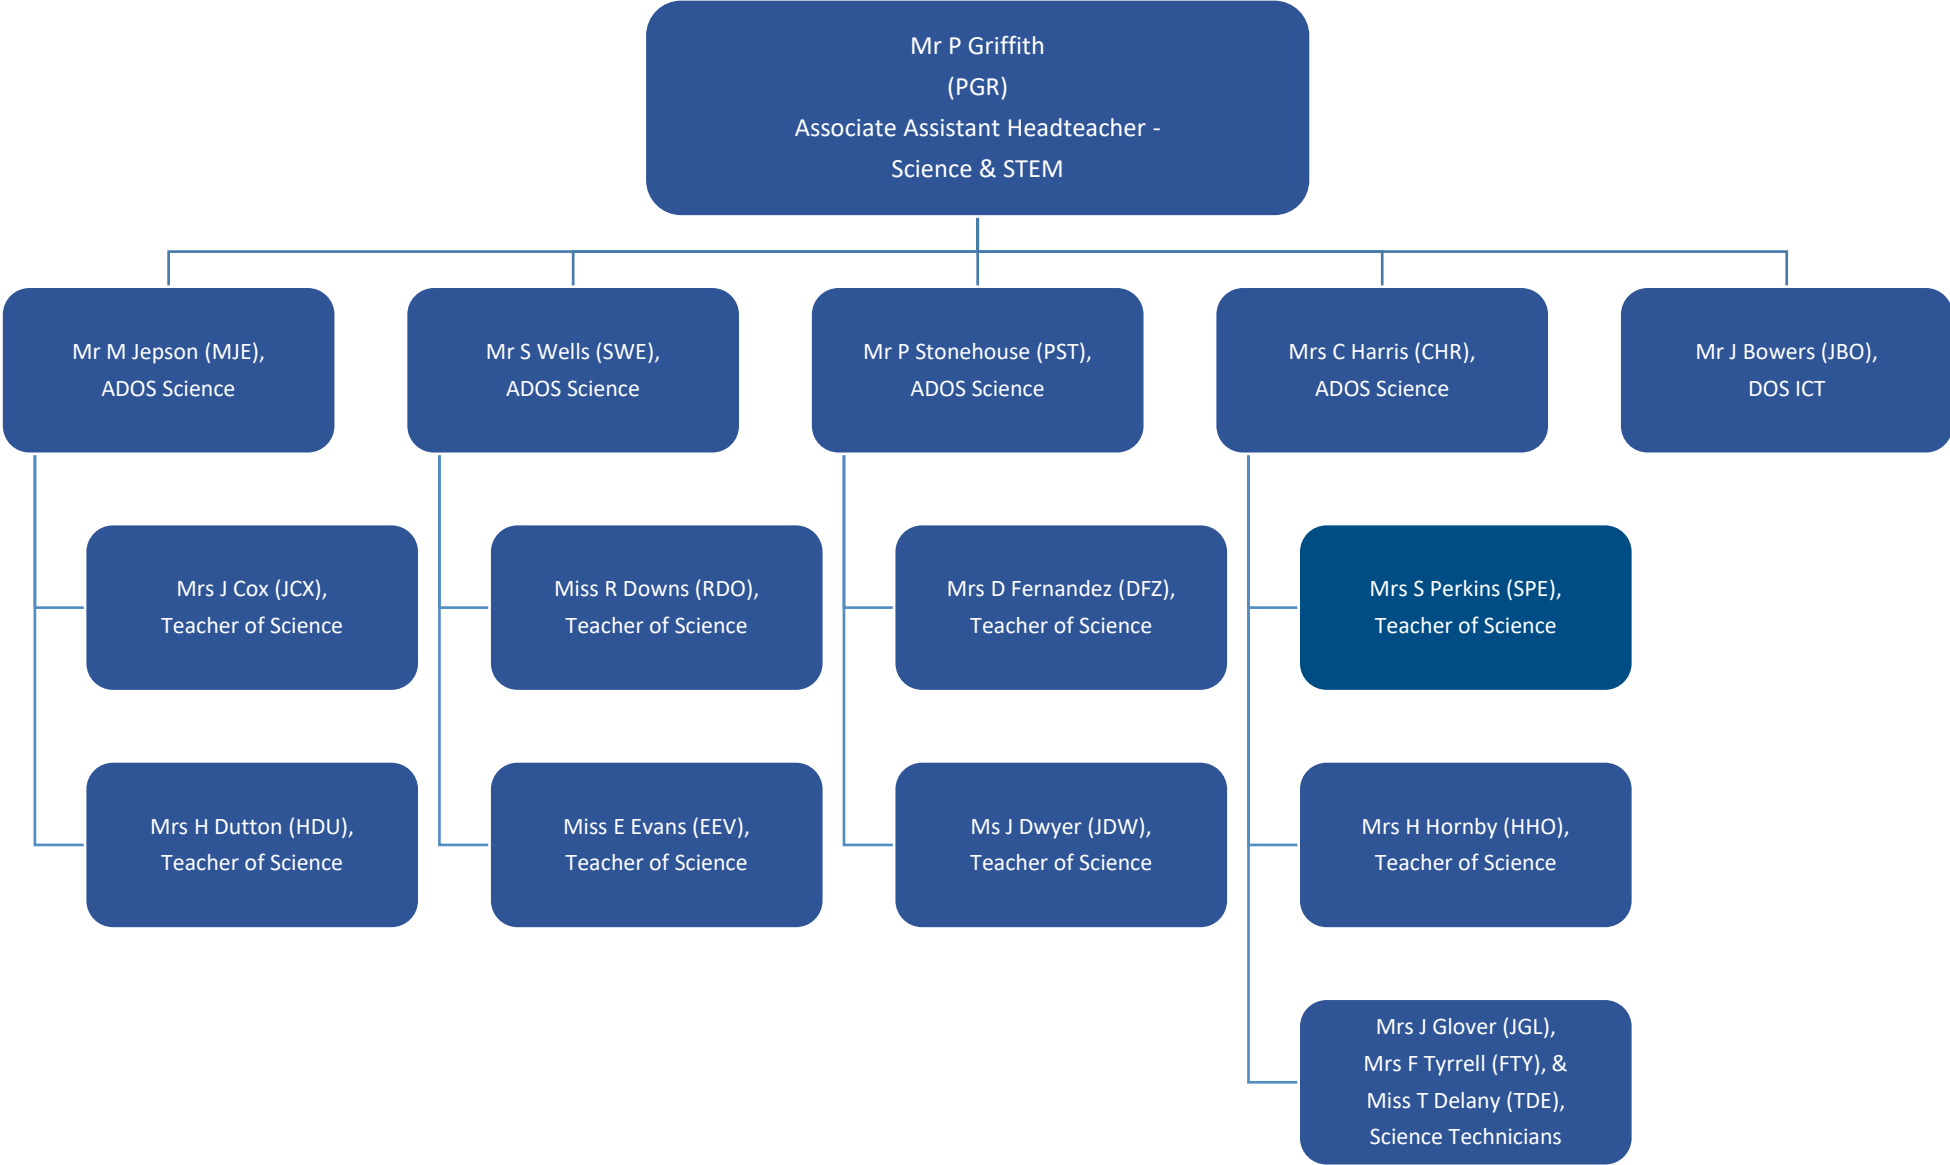 Mr P Griffith
(PGR)
Associate Assistant Headteacher -
Science & STEM
Mr M Jepson (MJE),
ADOS Science
Mr S Wells (SWE),
ADOS Science
Mr P Stonehouse (PST),
ADOS Science
Mrs C Harris (CHR),
ADOS Science
Mr J Bowers (JBO),
DOS ICT
Mrs J Cox (JCX),
Teacher of Science
Miss R Downs (RDO),
Teacher of Science
Mrs D Fernandez (DFZ),
Teacher of Science
Mrs S Perkins (SPE),
Teacher of Science
Mrs H Dutton (HDU),
Teacher of Science
Miss E Evans (EEV),
Teacher of Science
Ms J Dwyer (JDW),
Teacher of Science
Mrs H Hornby (HHO),
Teacher of Science
Mrs J Glover (JGL),
Mrs F Tyrrell (FTY), &
Miss T Delany (TDE),
Science Technicians